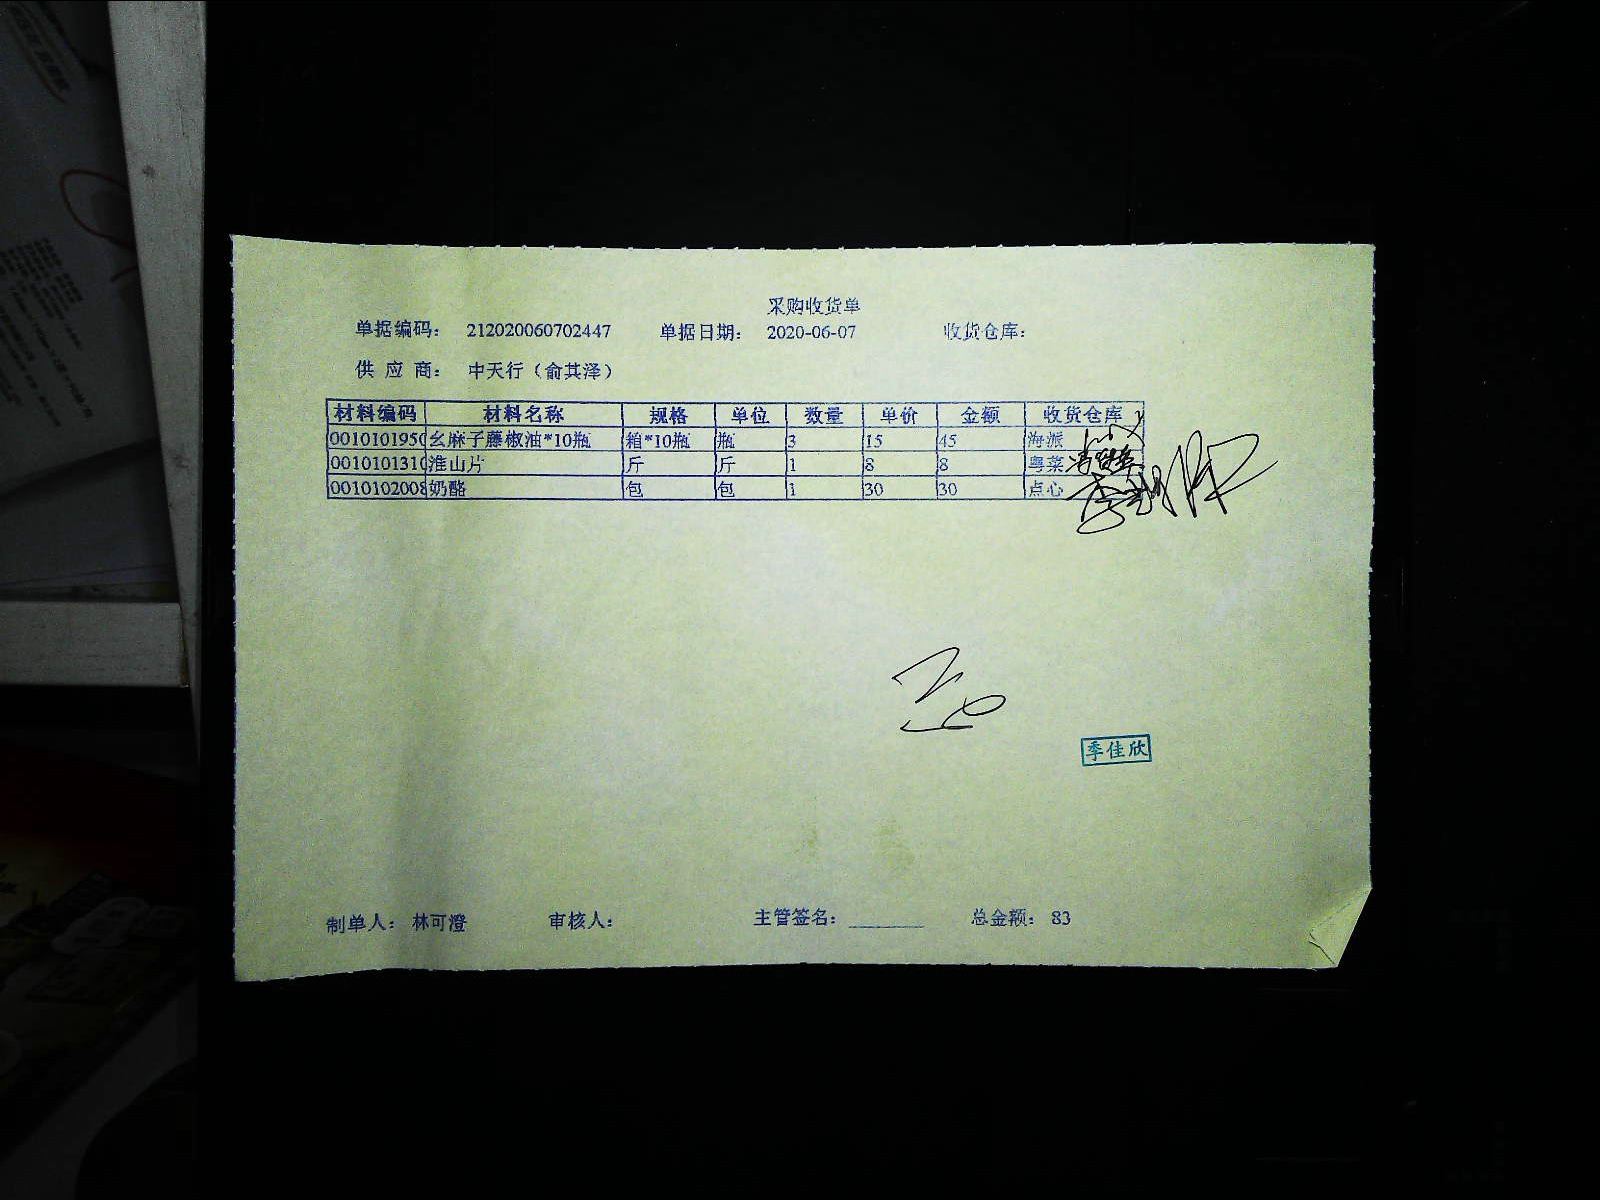 采购收货单
单据编码： 212020060702447 单据日期： 2020-06-07 收货仓库：
供 应 商： 中天行（俞其泽）
材料编码 材料名称 规格 单位 数量 单价 金额 收货仓库
0010101950 幺麻子藤椒油*10瓶 箱*10瓶 瓶 3 15 45 海派
0010101310 淮山片 斤 斤 1 8 8 粤菜
0010102008 奶酪 包 包 1 30 30 点心
季佳欣
制单人： 林可澄 审核人： 主管签名： 总金额： 83